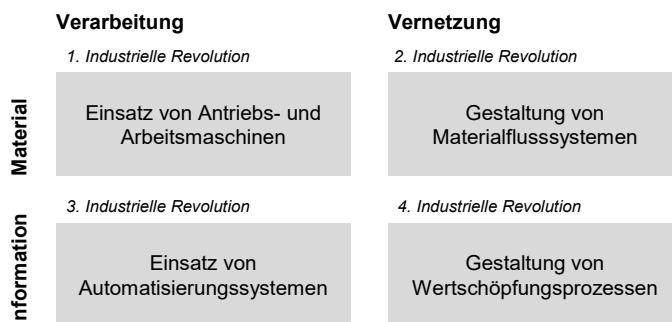 Verarbeitung
Vernetzung
1. Industrielle Revolution
2. Industrielle Revolution
Material
Einsatz von Antriebs- und
Arbeitsmaschinen
Gestaltung von
Materialflusssystemen
3. Industrielle Revolution
4. Industrielle Revolution
nformation
Einsatz von
Automatisierungssystemen
Gestaltung von
Wertschöpfungsprozessen